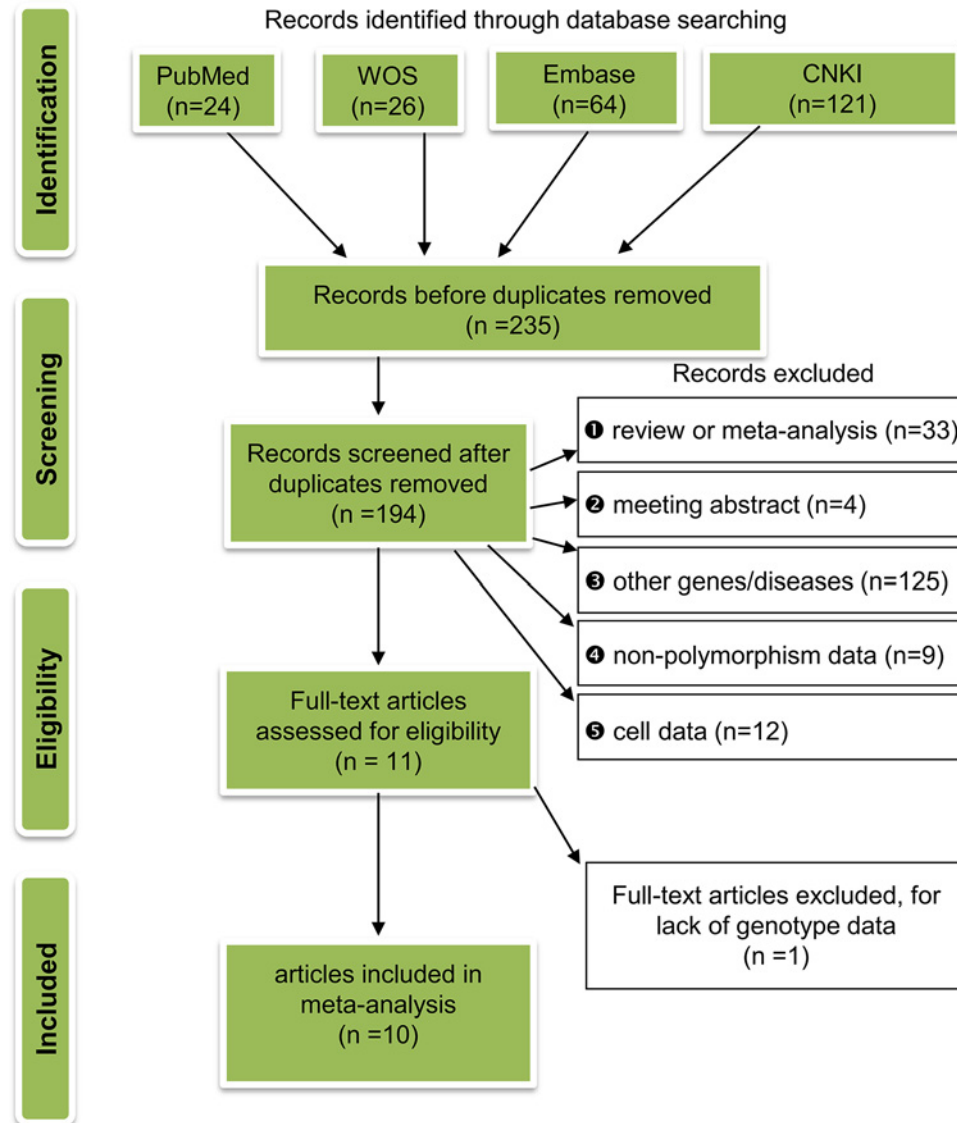 Identification
Records identified through database searching
PubMed
(n=24)
WOS
(n=26)
Embase
(n=64)
CNKI
(n=121)
Records before duplicates removed
(n =235)
Screening
Records excluded
Records screened after
duplicates removed
(n =194)
❶ review or meta-analysis (n=33)
❷ meeting abstract (n=4)
❸ other genes/diseases (n=125)
❹ non-polymorphism data (n=9)
❺ cell data (n=12)
Eligibility
Full-text articles
assessed for eligibility
(n = 11)
Full-text articles excluded, for
lack of genotype data
(n =1)
Included
articles included in
meta-analysis
(n =10)